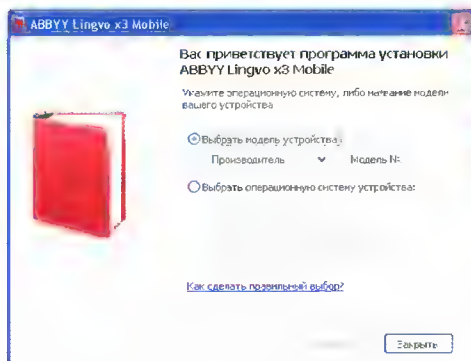 ABBYY Lingvo x3 Mobile
Вас приветствует программа установки
ABBYY Lingvo x3 Mobile
Укажите операционную систему, либо название модели
вашего устройства
Выбрать модель устройства:
Производитель Модель №:
Выбрать операционную систему устройства:
Как сделать правильный выбор?
Закрыть